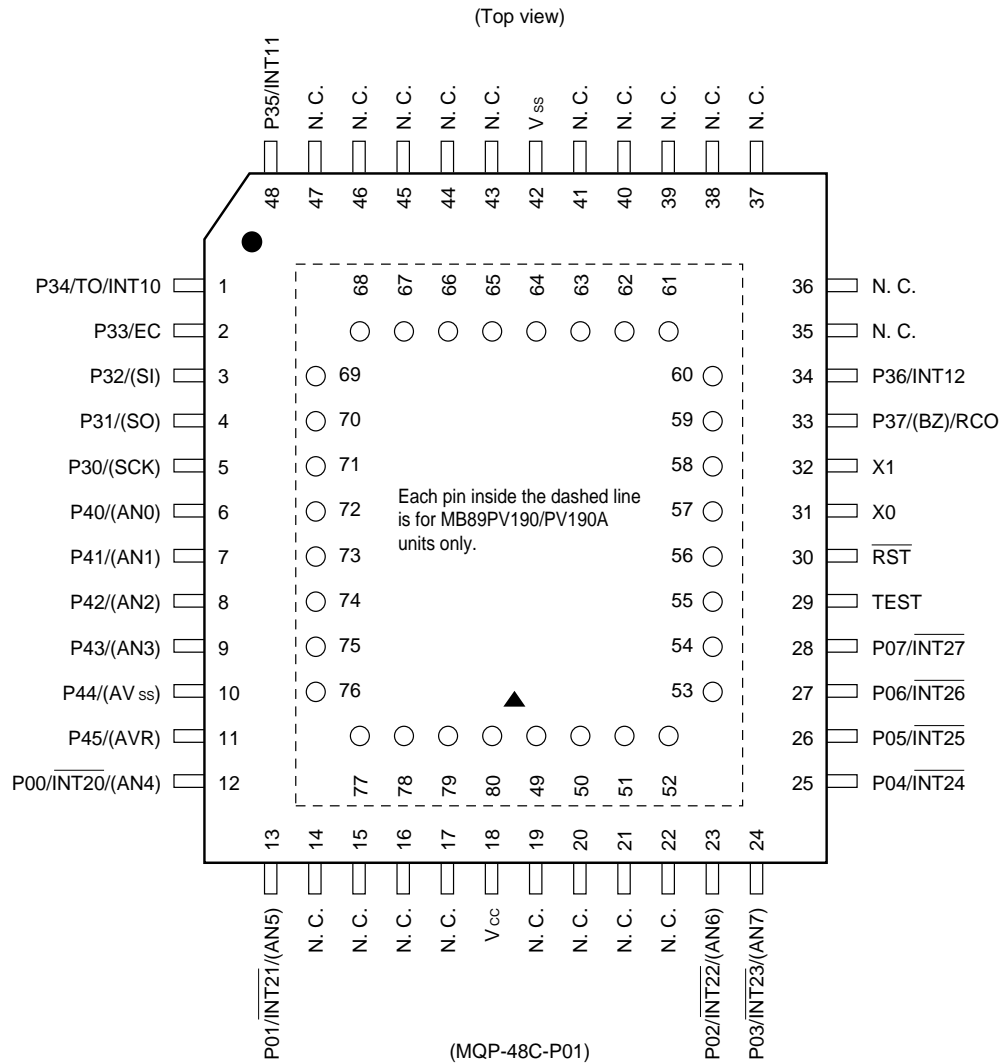 (Top view)
P35/INT11
N. C.
N. C.
N. C.
N. C.
N. C.
Vss
N. C.
N. C.
N. C.
N. C.
N. C.
48 47 46 45 44 43 42 41 40 39 38 37
P34/TO/INT10 1
P33/EC 2
P32/(SI) 3
P31/(SO) 4
P30/(SCK) 5
P40/(AN0) 6
P41/(AN1) 7
P42/(AN2) 8
P43/(AN3) 9
P44/(AVss) 10
P45/(AVR) 11
P00/INT20/(AN4) 12
68 67 66 65 64 63 62 61
69
70
71
72
73
74
75
76
Each pin inside the dashed line
is for MB89PV190/PV190A
units only.
60
59
58
57
56
55
54
53
77 78 79 80 49 50 51 52
36 N. C.
35 N. C.
34 P36/INT12
33 P37/(BZ)/RCO
32 X1
31 X0
30 RST
29 TEST
28 P07/INT27
27 P06/INT26
26 P05/INT25
25 P04/INT24
13 14 15 16 17 18 19 20 21 22 23 24
P01/INT21/(AN5)
N. C.
N. C.
N. C.
N. C.
Vcc
N. C.
N. C.
N. C.
N. C.
P02/INT22/(AN6)
P03/INT23/(AN7)
(MQP-48C-P01)